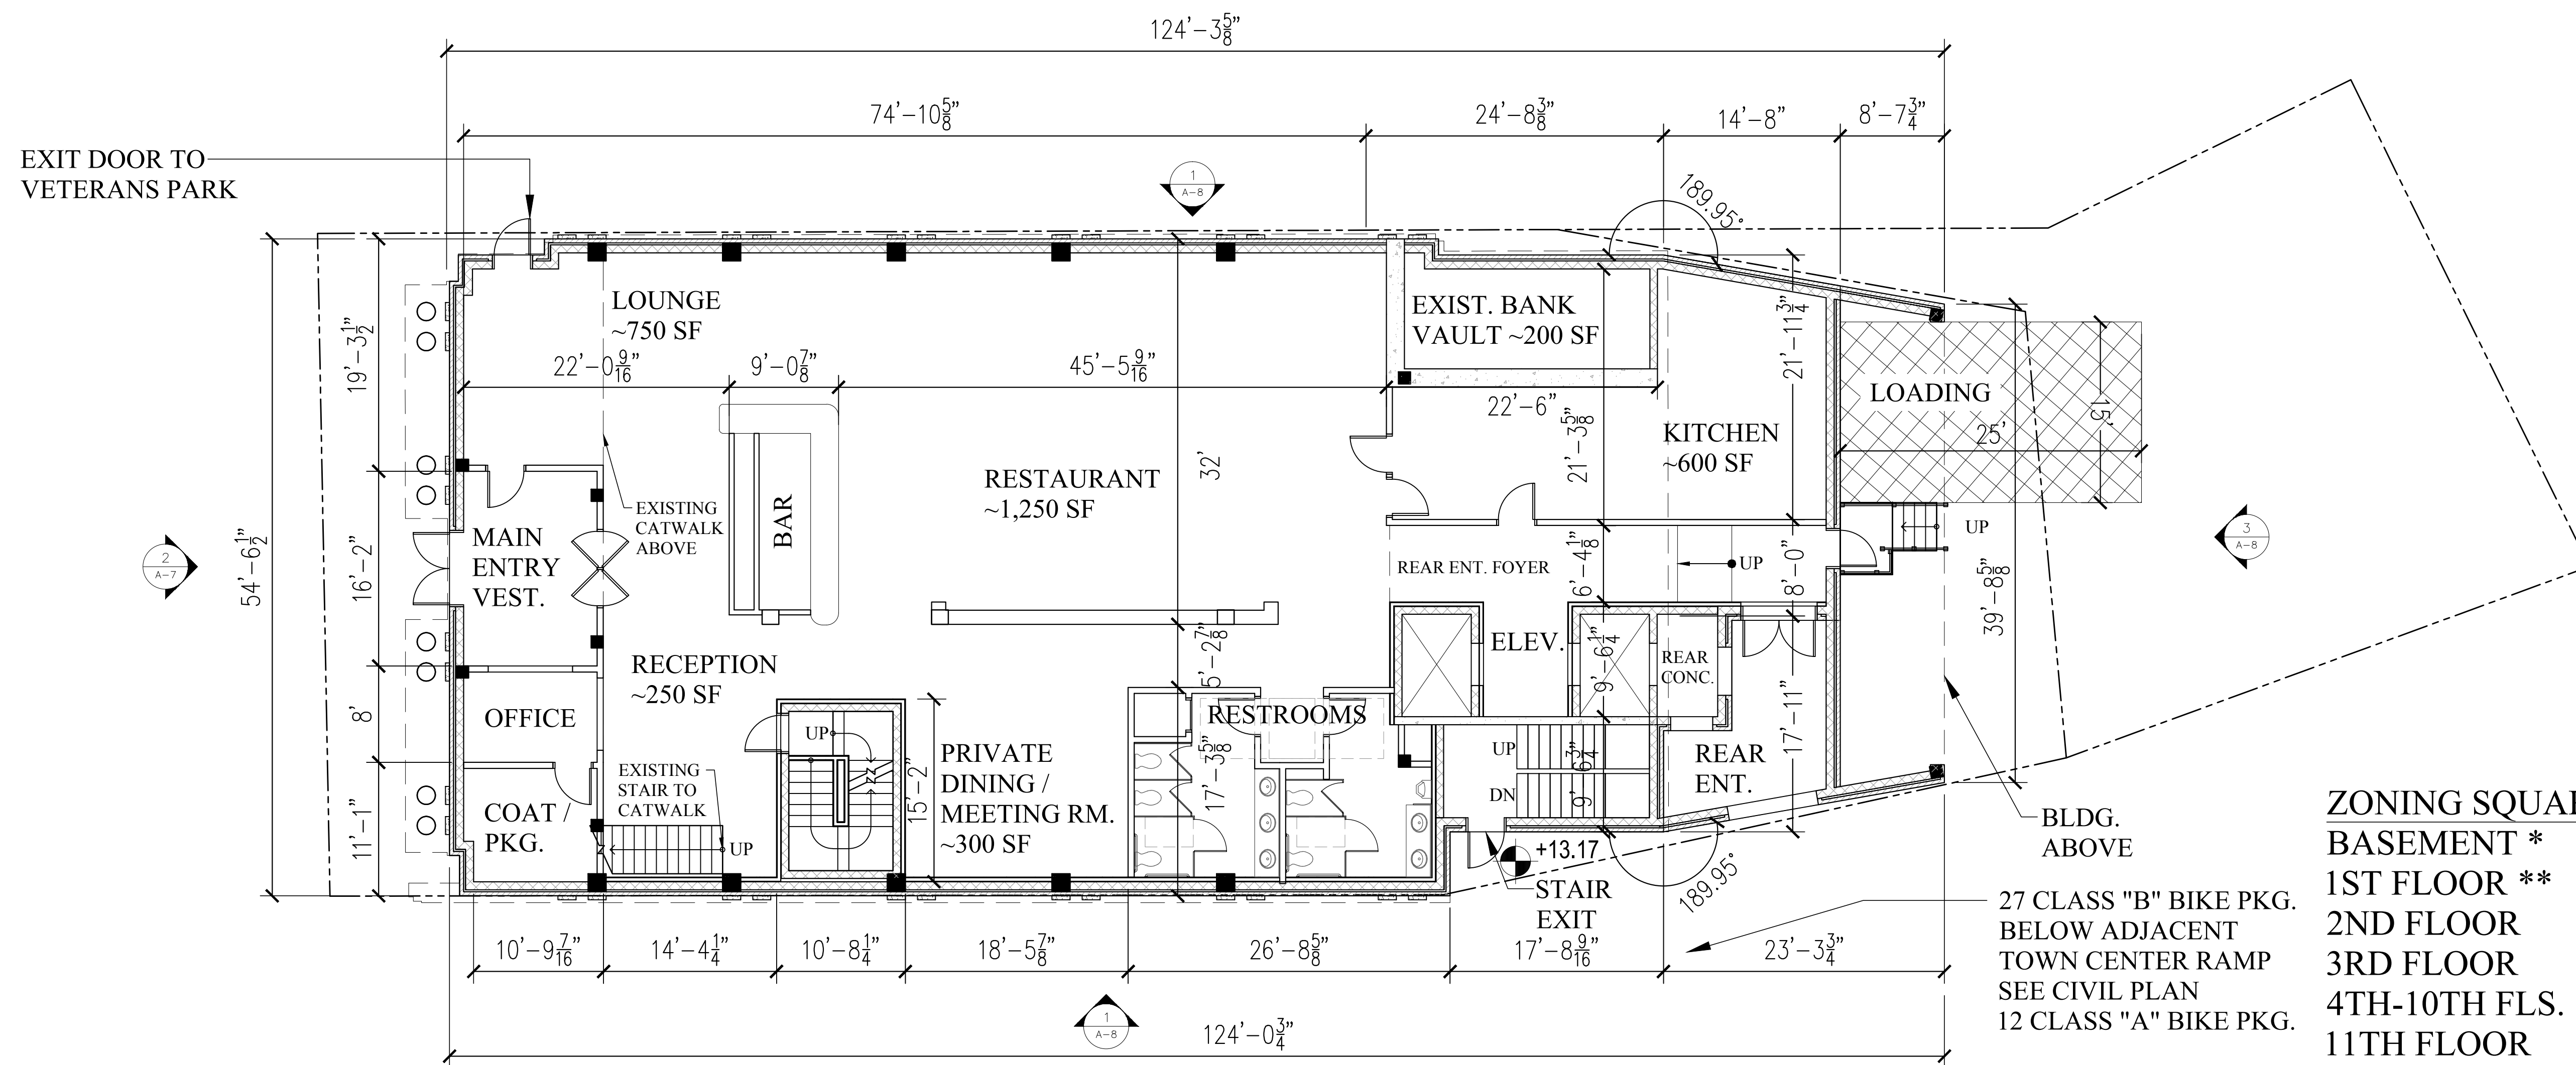 124'-3 5/8"
74'-10 5/8"
24'-8 3/8"
14'-8"
8'-7 3/4"
EXIT DOOR TO
VETERANS PARK
1
A-8
189.95°
LOUNGE
~750 SF
EXIST. BANK
VAULT ~200 SF
19'-3 1/2"
22'-0 9/16"
9'-0 7/8"
45'-5 9/16"
22'-6"
21'-11 3/4"
LOADING
15'
25'
32'
21'-3 5/8"
KITCHEN
~600 SF
RESTAURANT
~1,250 SF
BAR
EXISTING
CATWALK
ABOVE
MAIN
ENTRY
VEST.
2
A-7
54'-6 1/2"
16'-2"
REAR ENT. FOYER
6'-4 1/8"
UP
8'-0"
UP
3
A-8
39'-8 5/8"
RECEPTION
~250 SF
5'-2 7/8"
ELEV.
9'-6 1/4"
REAR
CONC.
8'
OFFICE
RESTROOMS
UP
UP
17'-11"
REAR
ENT.
PRIVATE
DINING /
MEETING RM.
~300 SF
15'-2"
17'-3 5/8"
9'-6 3/4"
DN
EXISTING
STAIR TO
CATWALK
UP
11'-1"
COAT /
PKG.
+13.17
STAIR
EXIT
189.95°
BLDG.
ABOVE
27 CLASS "B" BIKE PKG.
BELOW ADJACENT
TOWN CENTER RAMP
SEE CIVIL PLAN
12 CLASS "A" BIKE PKG.
10'-9 7/16"
14'-4 1/4"
10'-8 1/4"
18'-5 7/8"
26'-8 5/8"
17'-8 9/16"
23'-3 3/4"
1
A-8
124'-0 3/4"
ZONING SQUA
BASEMENT *
1ST FLOOR **
2ND FLOOR
3RD FLOOR
4TH-10TH FLS.
11TH FLOOR